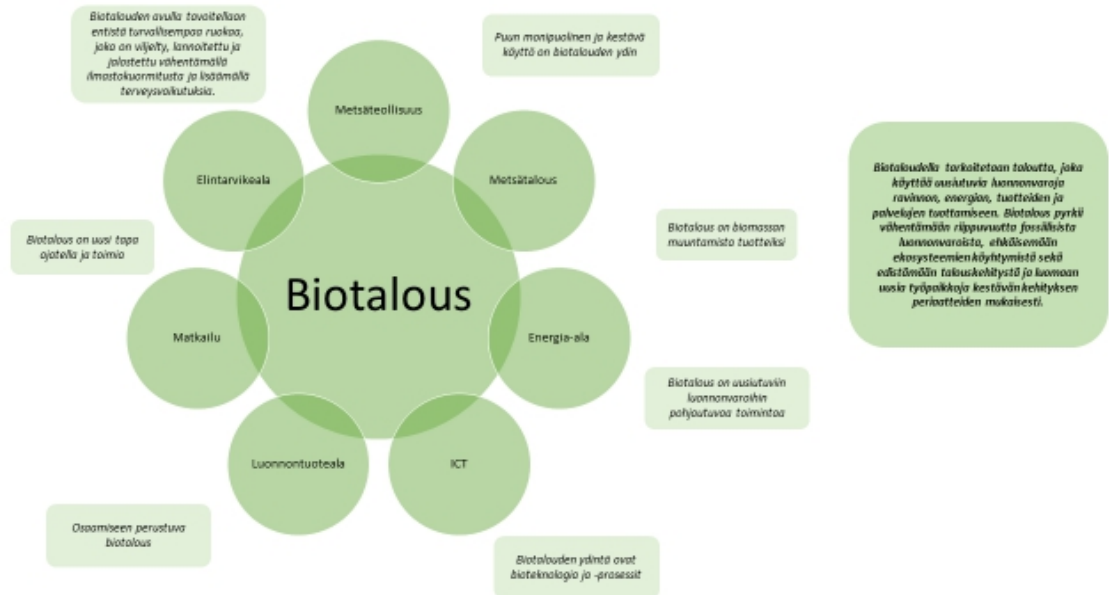 Biotalouden avulla tavoitellaan
entistä turvallisempaa ruokaa,
joka on viljelty, lannoitettu ja
jalostettu vähentämällä
ilmastokuormitusta ja lisäämällä
terveysvaikutuksia.
Puun monipuolinen ja kestävä
käyttö on biotalouden ydin
Metsäteollisuus
Elintarvikeala
Metsätalous
Biotalous on uusi tapa
ajatella ja toimia
Biotalous on biomassan
muuntamista tuotteiksi
Biotalous
Matkailu
Energia-ala
Biotalous on uusiutuviin
luonnonvaroihin
pohjautuvaa toimintaa
Luonnontuoteala
ICT
Osaamiseen perustuva
biotalous
Biotalouden ydintä ovat
bioteknologia ja -prosessit
Biotaloudella tarkoitetaan taloutta, joka
käyttää uusiutuvia luonnonvaroja
ravinnon, energian, tuotteiden ja
palvelujen tuottamiseen. Biotalous pyrkii
vähentämään riippuvuutta fossiilisista
luonnonvaroista, ehkäisemään
ekosysteemien köyhtymistä sekä
edistämään talouskehitystä ja luomaan
uusia työpaikkoja kestävän kehityksen
periaatteiden mukaisesti.